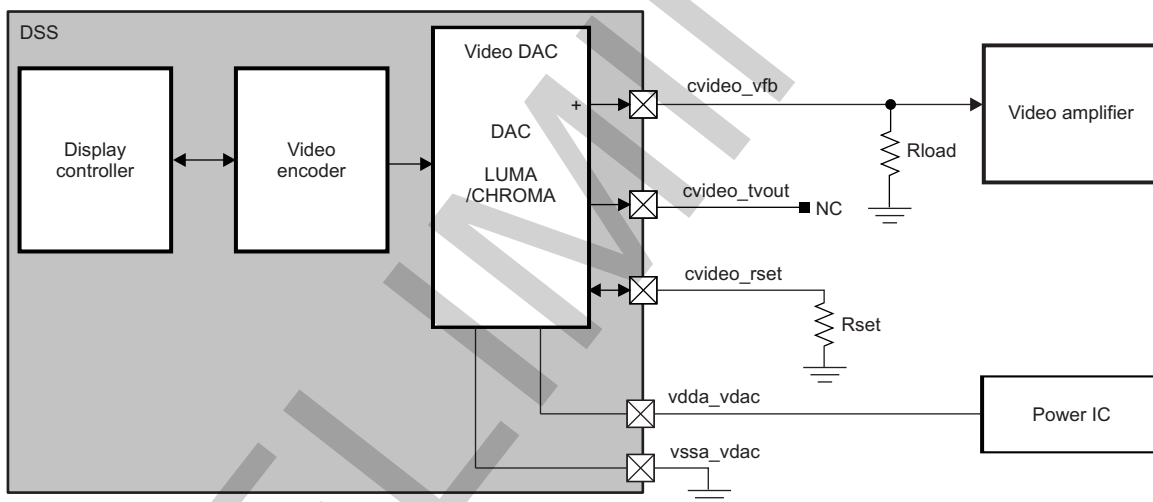 DSS
Display
controller
Video
encoder
Video DAC
+
DAC
LUMA
/CHROMA
cvideo_vfb
Rload
Video amplifier
cvideo_tvout
NC
cvideo_rset
Rset
vdda_vdac
Power IC
vssa_vdac